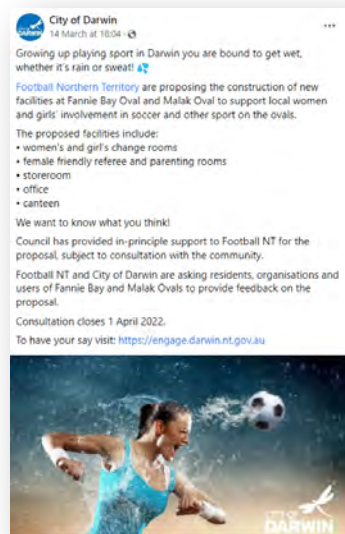 City of Darwin
14 March at 16:04
Growing up playing sport in Darwin you are bound to get wet,
whether it's rain or sweat!
Football Northern Territory are proposing the construction of new
facilities at Fannie Bay Oval and Malak Oval to support local women
and girls' involvement in soccer and other sport on the ovals.
The proposed facilities include:
• women's and girl's change rooms
• female friendly referee and parenting rooms
• storeroom
• office
• canteen
We want to know what you think!
Council has provided in-principle support to Football NT for the
proposal, subject to consultation with the community.
Football NT and City of Darwin are asking residents, organisations and
users of Fannie Bay and Malak Ovals to provide feedback on the
proposal.
Consultation closes 1 April 2022.
To have your say visit: https://engage.darwin.nt.gov.au
CITY OF
DARWIN